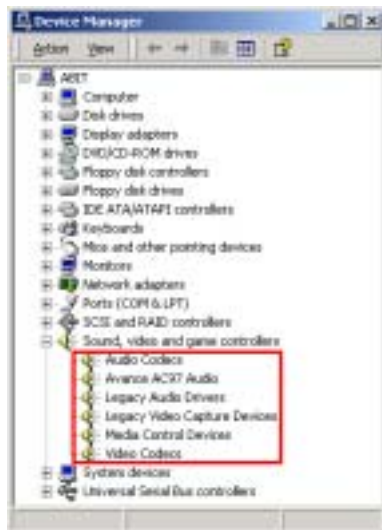 Device Manager
Action View
ABIT
Computer
Disk drives
Display adapters
DVD/CD-ROM drives
Floppy disk controllers
Floppy disk drives
IDE ATA/ATAPI controllers
Keyboards
Mice and other pointing devices
Monitors
Network adapters
Ports (COM & LPT)
SCSI and RAID controllers
Sound, video and game controllers
Audio Codecs
Avance AC97 Audio
Legacy Audio Drivers
Legacy Video Capture Devices
Media Control Devices
Video Codecs
System devices
Universal Serial Bus controllers